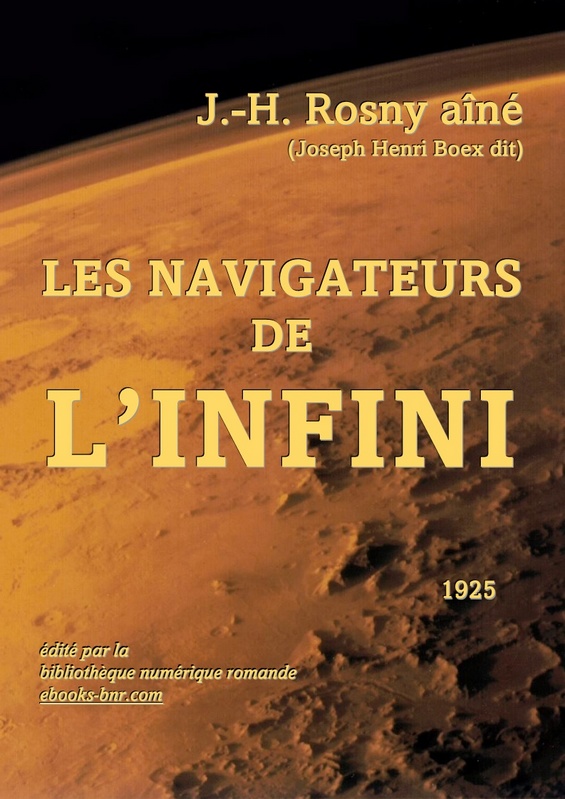 J.-H. Rosny aîné
(Joseph Henri Boex dit)
LES NAVIGATEURS
DE
L’INFINI
1925
édité par la
bibliothèque numérique romande
ebooks-bnr.com